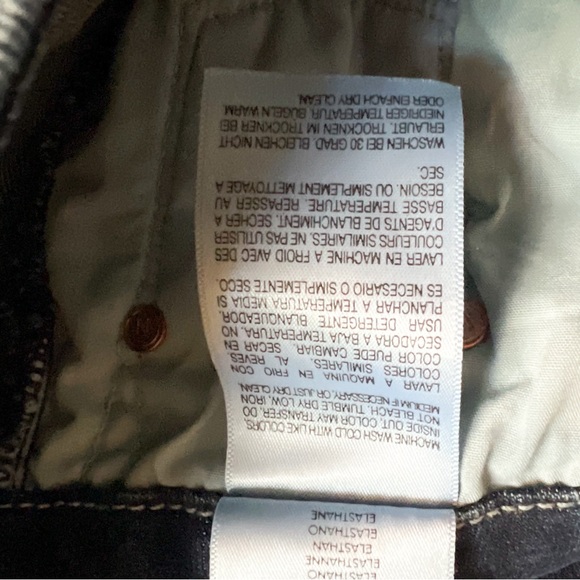 ELASTHANO
ELASTHANNE
ELASTHAN
ELASTHANO
ELASTHANE
MACHINE WASH COLD WITH LIKE COLORS,
INSIDE OUT, COLOR MAY TRANSFER, DO
NOT BLEACH, TUMBLE DRY LOW, IRON
MEDIUM IF NECESSARY, OR JUST DRY CLEAN.
LAVAR A MAQUINA EN FRIO CON
COLORES SIMILARES. AL REVES.
COLOR PUEDE CAMBIAR. SECAR EN
SECADORA A BAJA TEMPERATURA, NO
USAR DETERGENTE BLANQUEADOR.
PLANCHAR A TEMPERATURA MEDIA SI
ES NECESARIO O SIMPLEMENTE SECO.
LAVER EN MACHINE A FROID AVEC DES
COULEURS SIMILAIRES. NE PAS UTILISER
D'AGENTS DE BLANCHIMENT. SECHER A
BASSE TEMPERATURE. REPASSER AU
BESOIN. OU SIMPLEMENT METTOYAGE A
SEC.
WASCHEN BEI 30 GRAD. BLEICHEN NICHT
ERLAUBT. TROCKNEN IM TROCKNER BEI
NIEDRIGER TEMPERATUR. BUGELN WARM.
ODER EINFACH DRY CLEAN.